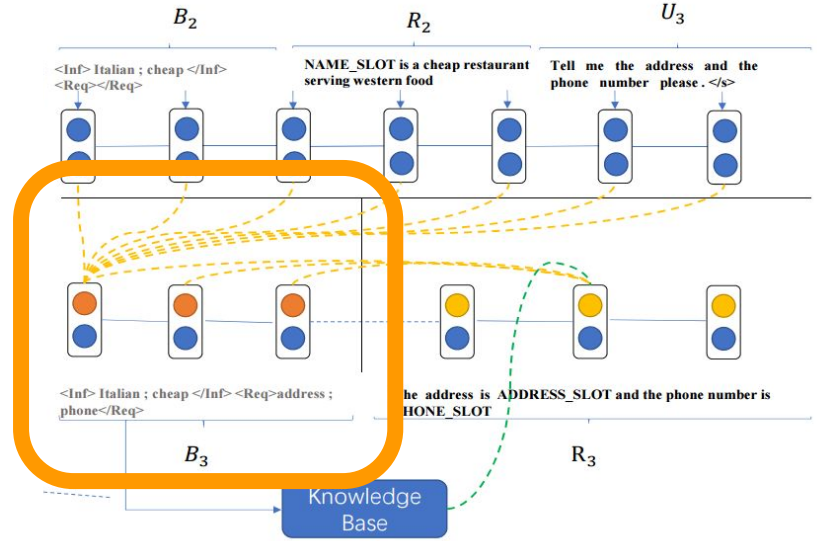 B₂
R₂
U₃
<Inf> Italian ; cheap </Inf>
<Req></Req>
NAME_SLOT is a cheap restaurant
serving western food
Tell me the address and the
phone number please . </s>
<Inf> Italian ; cheap </Inf> <Req>address ;
phone</Req>
he address is ADDRESS_SLOT and the phone number is
HONE_SLOT
B₃
R₃
Knowledge
Base